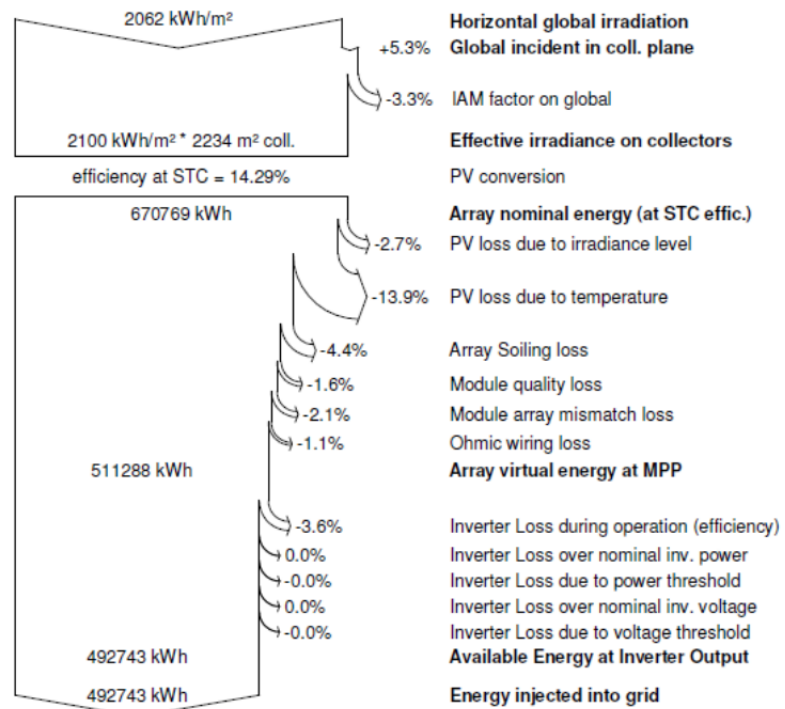 2062 kWh/m² Horizontal global irradiation
+5.3% Global incident in coll. plane
-3.3% IAM factor on global
2100 kWh/m² * 2234 m² coll. Effective irradiance on collectors
efficiency at STC = 14.29% PV conversion
670769 kWh Array nominal energy (at STC effic.)
-2.7% PV loss due to irradiance level
-13.9% PV loss due to temperature
-4.4% Array Soiling loss
-1.6% Module quality loss
-2.1% Module array mismatch loss
-1.1% Ohmic wiring loss
511288 kWh Array virtual energy at MPP
-3.6% Inverter Loss during operation (efficiency)
0.0% Inverter Loss over nominal inv. power
-0.0% Inverter Loss due to power threshold
0.0% Inverter Loss over nominal inv. voltage
-0.0% Inverter Loss due to voltage threshold
492743 kWh Available Energy at Inverter Output
492743 kWh Energy injected into grid